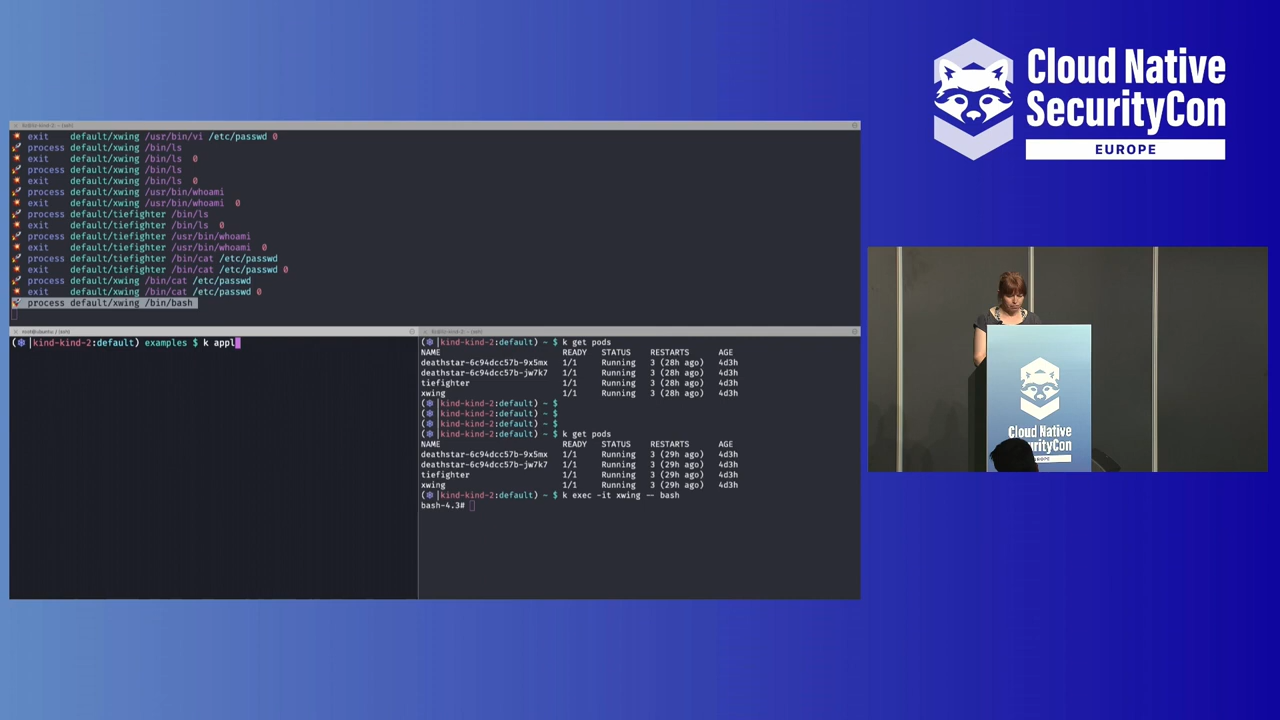 Cloud Native
SecurityCon
EUROPE
exit default/xwing /usr/bin/vi /etc/passwd 0
process default/xwing /bin/ls
exit default/xwing /bin/ls 0
process default/xwing /bin/ls
exit default/xwing /bin/ls 0
process default/xwing /usr/bin/whoami
exit default/xwing /usr/bin/whoami 0
process default/tiefighter /bin/ls
exit default/tiefighter /bin/ls 0
process default/tiefighter /usr/bin/whoami
exit default/tiefighter /usr/bin/whoami 0
process default/tiefighter /bin/cat /etc/passwd
exit default/tiefighter /bin/cat /etc/passwd 0
process default/xwing /bin/cat /etc/passwd
exit default/xwing /bin/cat /etc/passwd 0
process default/xwing /bin/bash
(⎈ |kind-kind-2:default) examples $ k appl
(⎈ |kind-kind-2:default) ~ $ k get pods
NAME READY STATUS RESTARTS AGE
deathstar-6c94dcc57b-9x5mx 1/1 Running 3 (28h ago) 4d3h
deathstar-6c94dcc57b-jw7k7 1/1 Running 3 (28h ago) 4d3h
tiefighter 1/1 Running 3 (28h ago) 4d3h
xwing 1/1 Running 3 (28h ago) 4d3h
(⎈ |kind-kind-2:default) ~ $
(⎈ |kind-kind-2:default) ~ $
(⎈ |kind-kind-2:default) ~ $
(⎈ |kind-kind-2:default) ~ $ k get pods
NAME READY STATUS RESTARTS AGE
deathstar-6c94dcc57b-9x5mx 1/1 Running 3 (29h ago) 4d3h
deathstar-6c94dcc57b-jw7k7 1/1 Running 3 (29h ago) 4d3h
tiefighter 1/1 Running 3 (29h ago) 4d3h
xwing 1/1 Running 3 (29h ago) 4d3h
(⎈ |kind-kind-2:default) ~ $ k exec -it xwing -- bash
bash-4.3#
Cloud Native